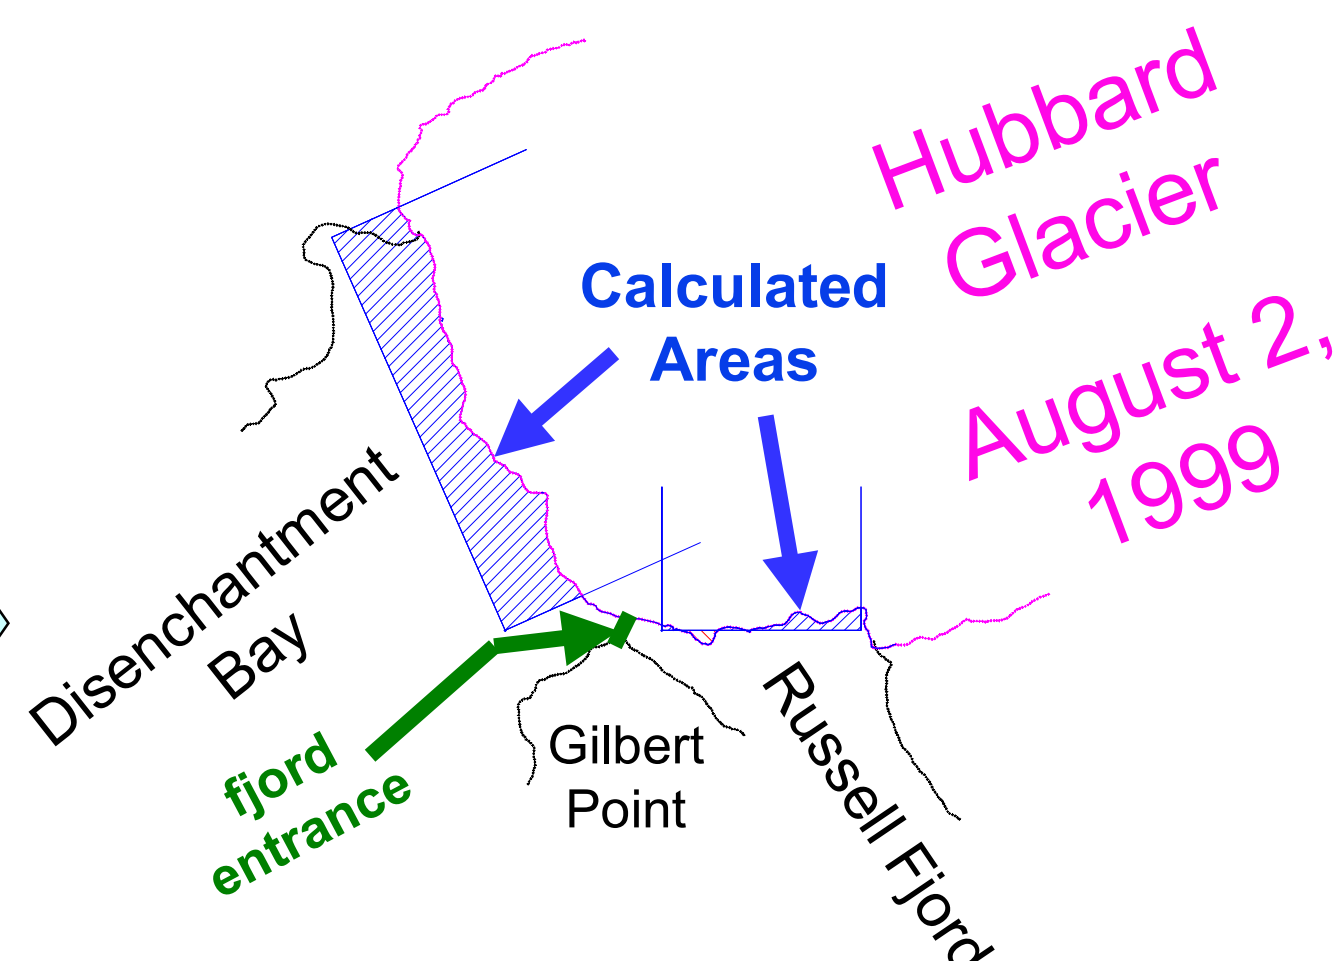 Hubbard
Glacier
August 2,
1999
Calculated
Areas
Disenchantment
Bay
fjord
entrance
Gilbert
Point
Russell Fjord